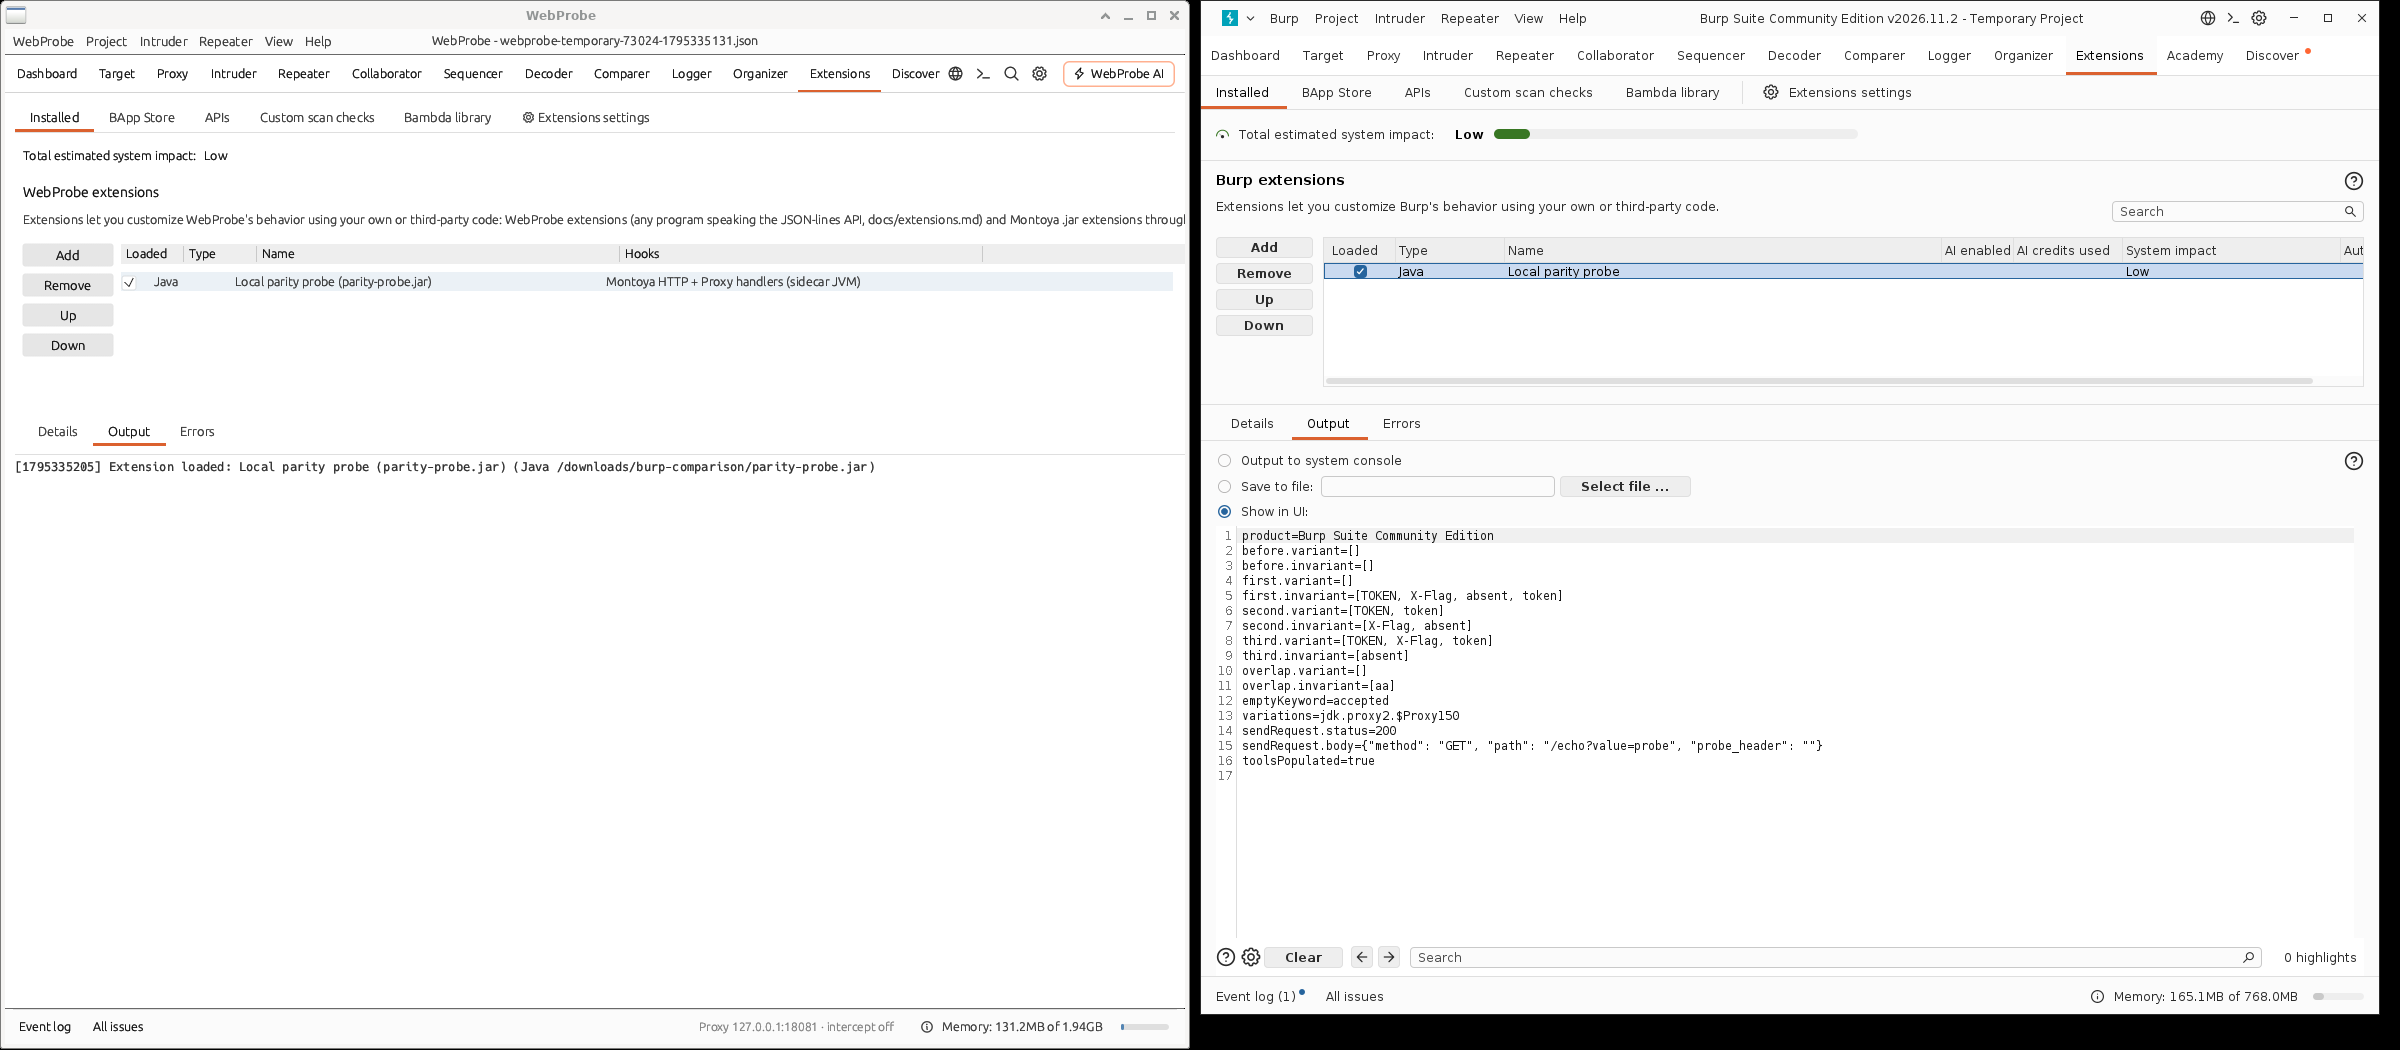 WebProbe
WebProbe Project Intruder Repeater View Help WebProbe - webprobe-temporary-73024-1795335131.json
Dashboard Target Proxy Intruder Repeater Collaborator Sequencer Decoder Comparer Logger Organizer Extensions Discover WebProbe AI
Installed BApp Store APIs Custom scan checks Bambda library Extensions settings
Total estimated system impact: Low
WebProbe extensions
Extensions let you customize WebProbe's behavior using your own or third-party code: WebProbe extensions (any program speaking the JSON-lines API, docs/extensions.md) and Montoya .jar extensions throug
Add Loaded Type Name Hooks
Remove Java Local parity probe (parity-probe.jar) Montoya HTTP + Proxy handlers (sidecar JVM)
Up
Down
Details Output Errors
[1795335205] Extension loaded: Local parity probe (parity-probe.jar) (Java /downloads/burp-comparison/parity-probe.jar)
Event log All issues Proxy 127.0.0.1:18081 · intercept off Memory: 131.2MB of 1.94GB
Burp Project Intruder Repeater View Help Burp Suite Community Edition v2026.11.2 - Temporary Project
Dashboard Target Proxy Intruder Repeater Collaborator Sequencer Decoder Comparer Logger Organizer Extensions Academy Discover
Installed BApp Store APIs Custom scan checks Bambda library Extensions settings
Total estimated system impact: Low
Burp extensions
Extensions let you customize Burp's behavior using your own or third-party code.
Search
Add Loaded Type Name AI enabled AI credits used System impact Aut
Remove Java Local parity probe Low
Up
Down
Details Output Errors
Output to system console
Save to file: Select file ...
Show in UI:
1 product=Burp Suite Community Edition
2 before.variant=[]
3 before.invariant=[]
4 first.variant=[]
5 first.invariant=[TOKEN, X-Flag, absent, token]
6 second.variant=[TOKEN, token]
7 second.invariant=[X-Flag, absent]
8 third.variant=[TOKEN, X-Flag, token]
9 third.invariant=[absent]
10 overlap.variant=[]
11 overlap.invariant=[aa]
12 emptyKeyword=accepted
13 variations=jdk.proxy2.$Proxy150
14 sendRequest.status=200
15 sendRequest.body={"method": "GET", "path": "/echo?value=probe", "probe_header": ""}
16 toolsPopulated=true
17
Clear Search 0 highlights
Event log (1) All issues Memory: 165.1MB of 768.0MB